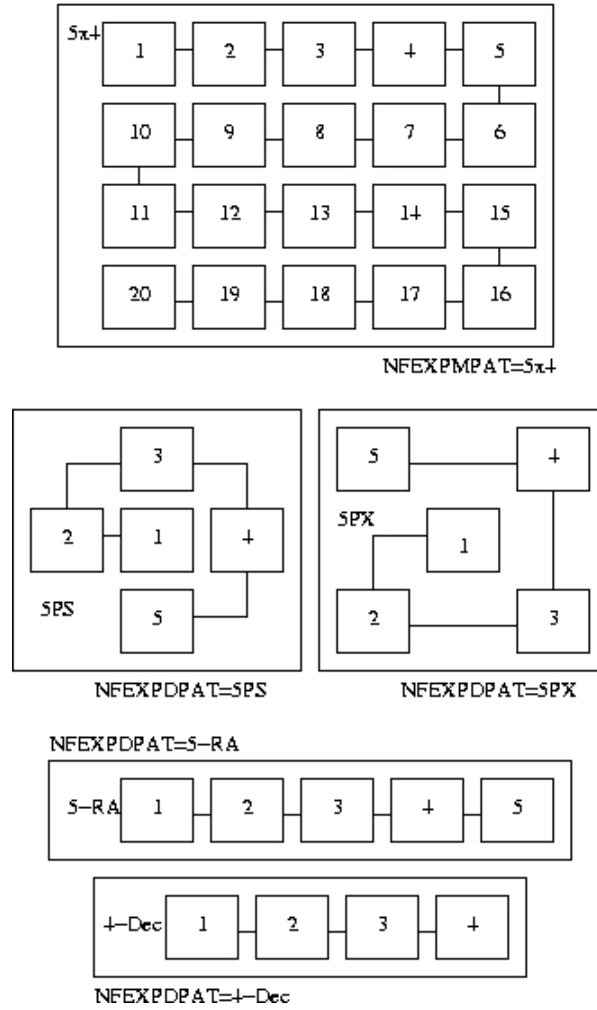 5x4 1 2 3 4 5
10 9 8 7 6
11 12 13 14 15
20 19 18 17 16
NFEXPMPAT=5x4
3
2 1 4
5PS 5
NFEXPDPAT=5PS
5 4
5PX 1
2 3
NFEXPDPAT=5PX
NFEXPDPAT=5-RA
5-RA 1 2 3 4 5
4-Dec 1 2 3 4
NFEXPDPAT=4-Dec